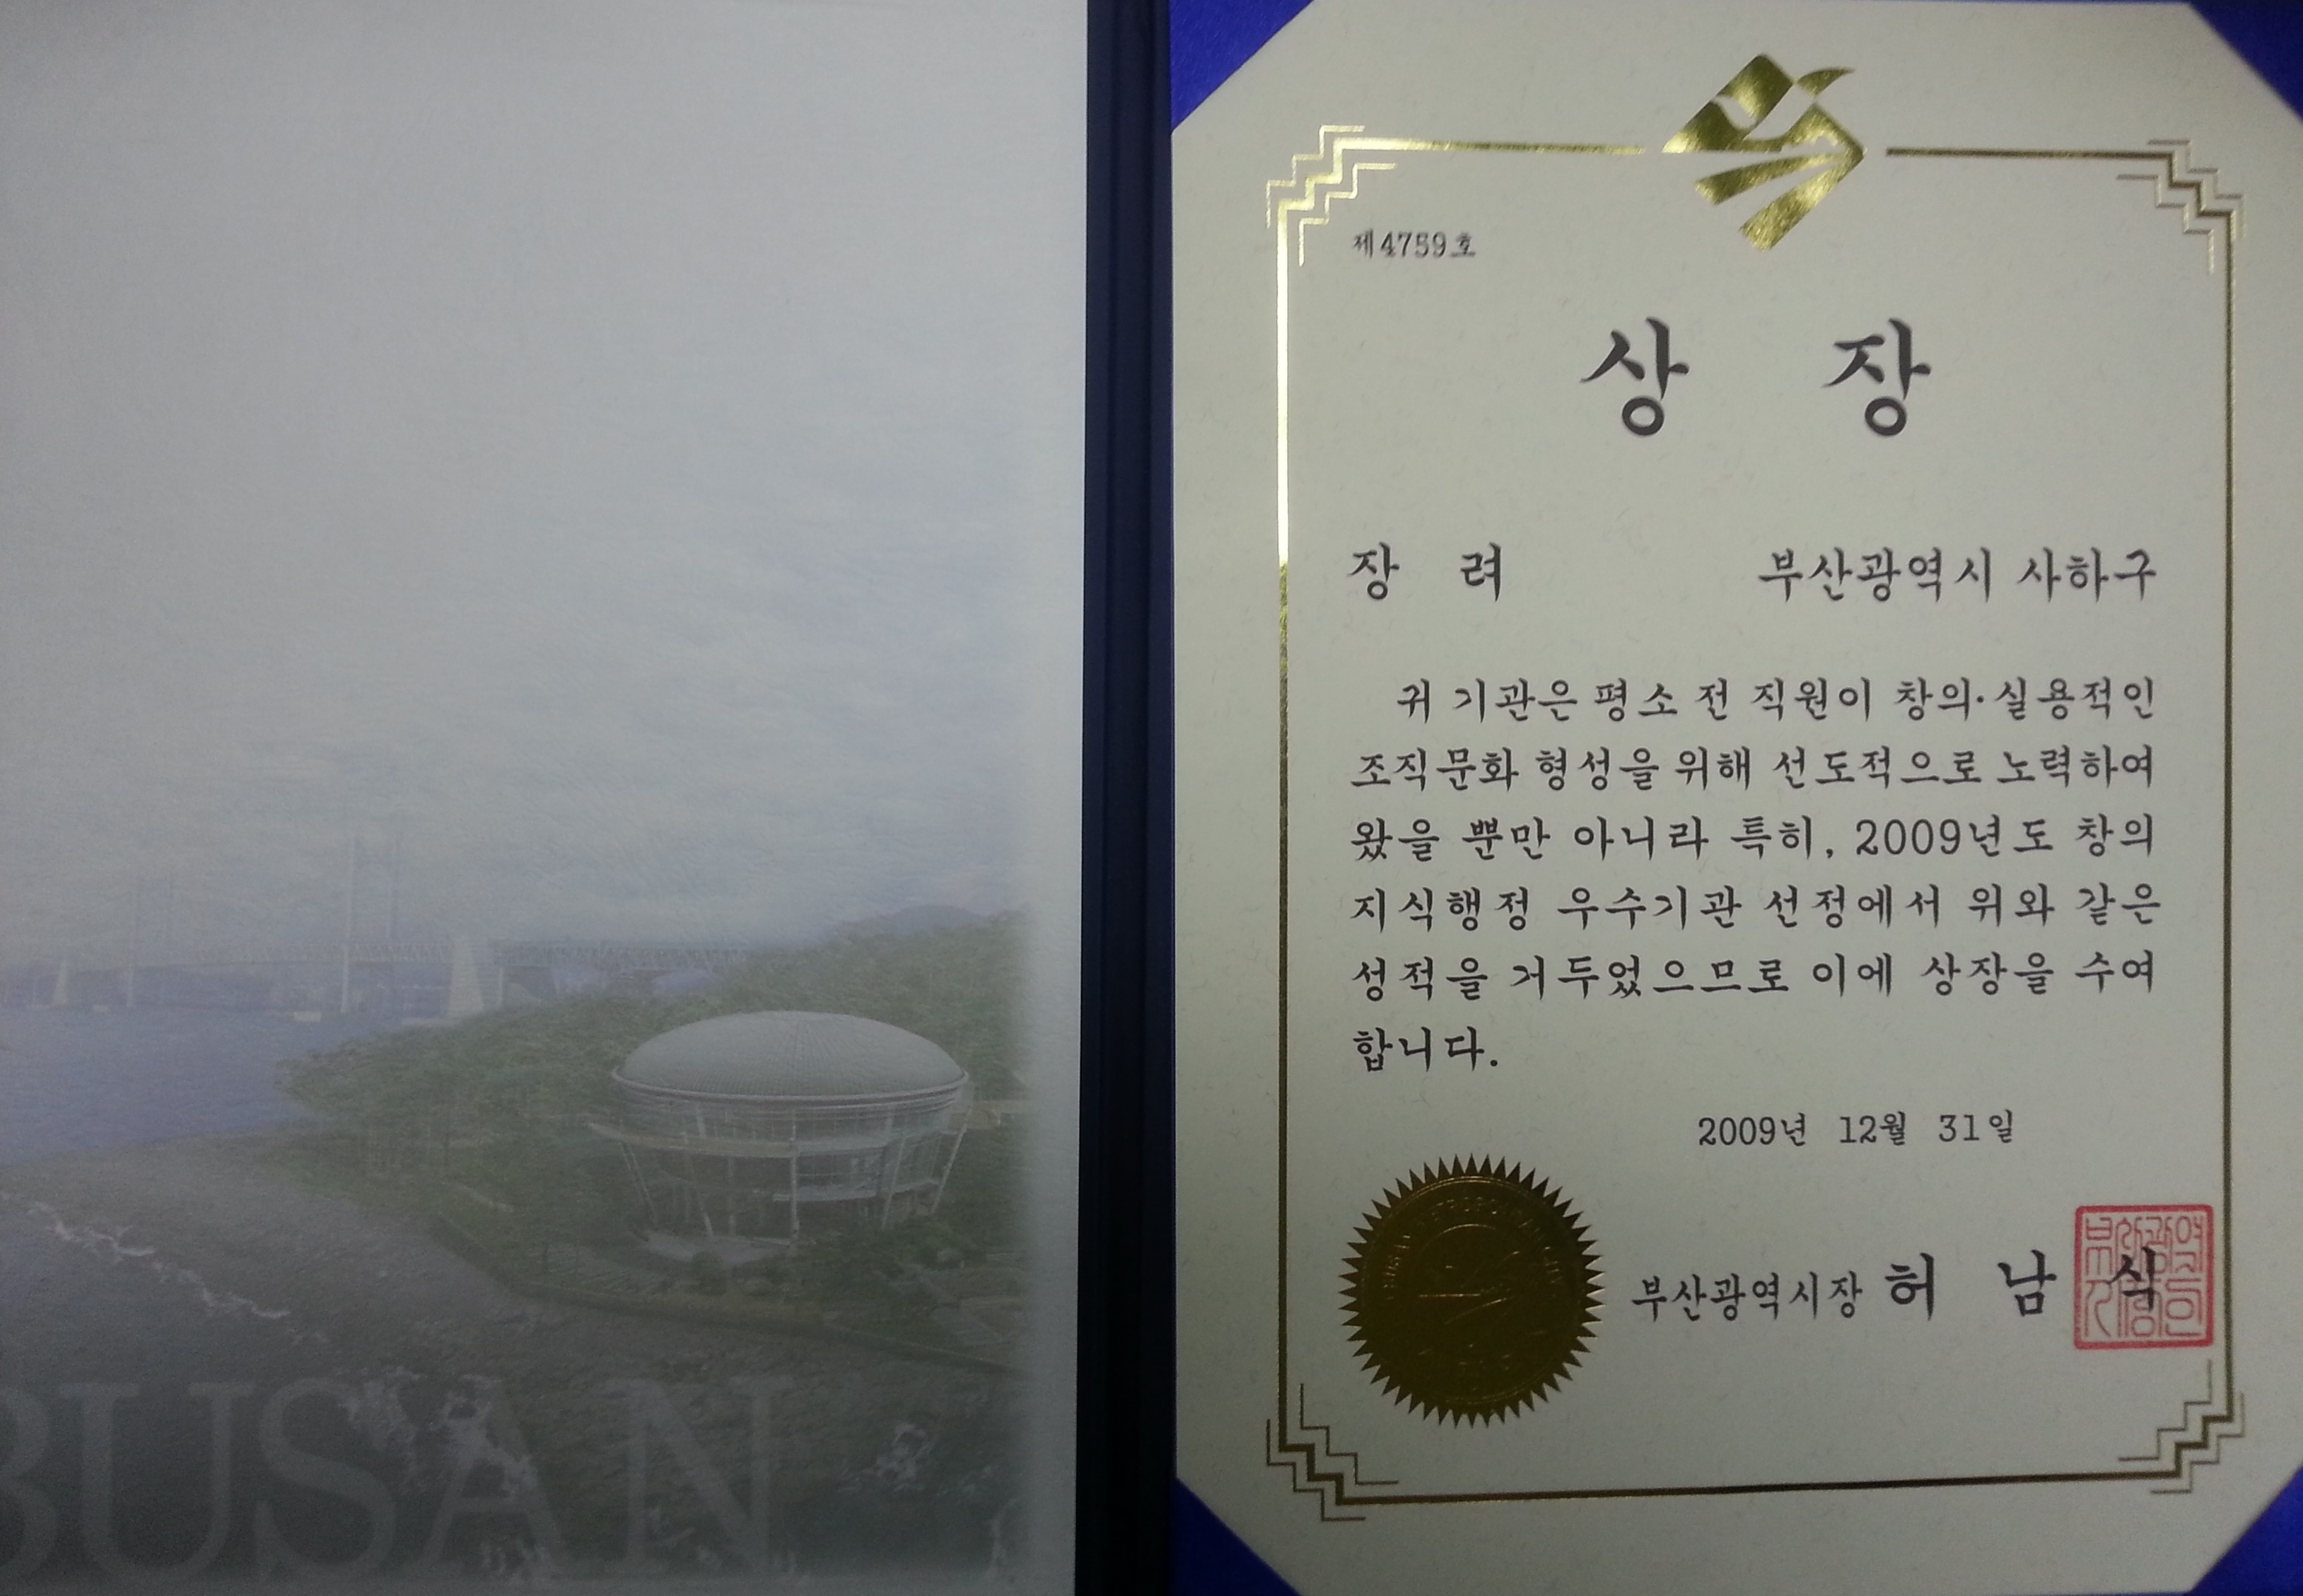 BUSAN
제4759호
상 장
장 려 부산광역시 사하구
귀 기관은 평소 전 직원이 창의·실용적인
조직문화 형성을 위해 선도적으로 노력하여
왔을 뿐만 아니라 특히, 2009년도 창의
지식행정 우수기관 선정에서 위와 같은
성적을 거두었으므로 이에 상장을 수여
합니다.
2009년 12월 31일
부산광역시장 허 남 식